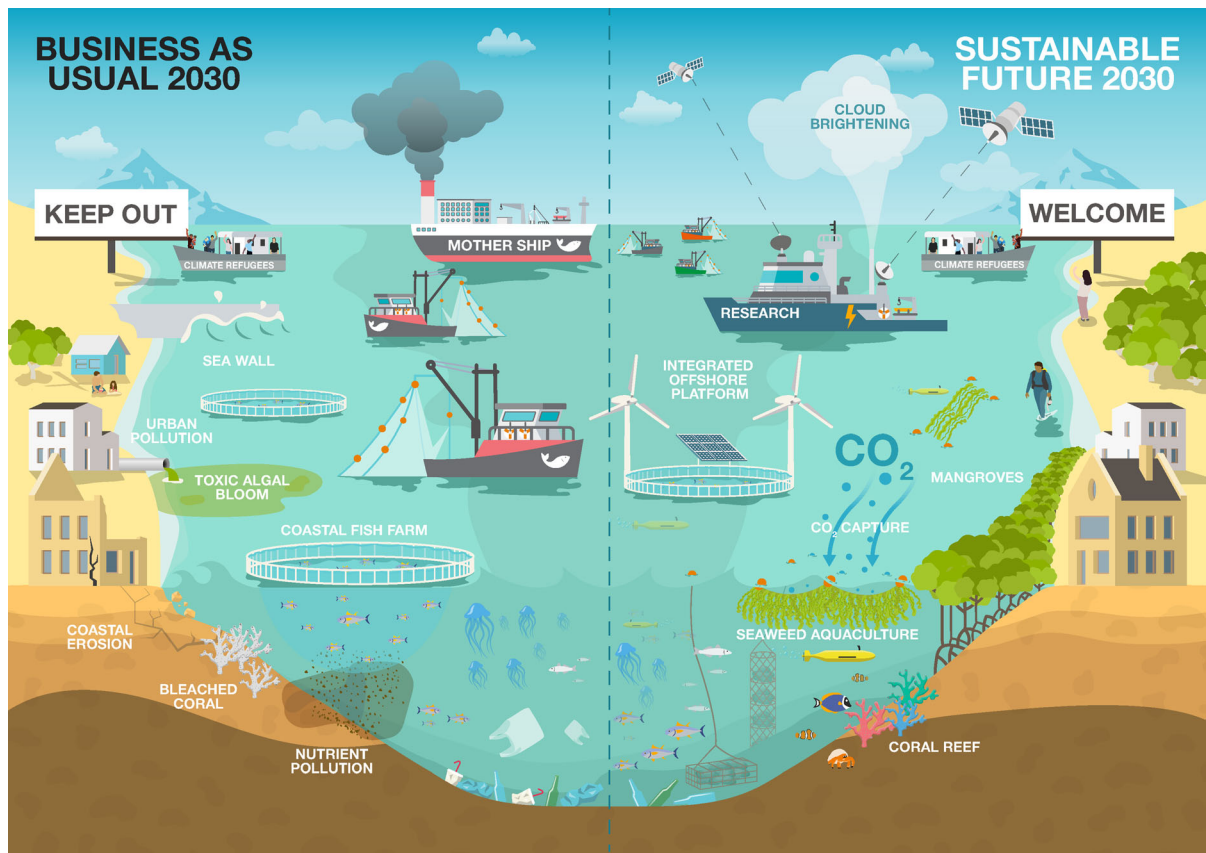 BUSINESS AS
USUAL 2030
KEEP OUT
CLIMATE REFUGEES
MOTHER SHIP
SEA WALL
URBAN
POLLUTION
TOXIC ALGAL
BLOOM
COASTAL FISH FARM
COASTAL
EROSION
BLEACHED
CORAL
NUTRIENT
POLLUTION
SUSTAINABLE
FUTURE 2030
CLOUD
BRIGHTENING
WELCOME
CLIMATE REFUGEES
RESEARCH
INTEGRATED
OFFSHORE
PLATFORM
CO₂
MANGROVES
CO₂ CAPTURE
SEAWEED AQUACULTURE
CORAL REEF